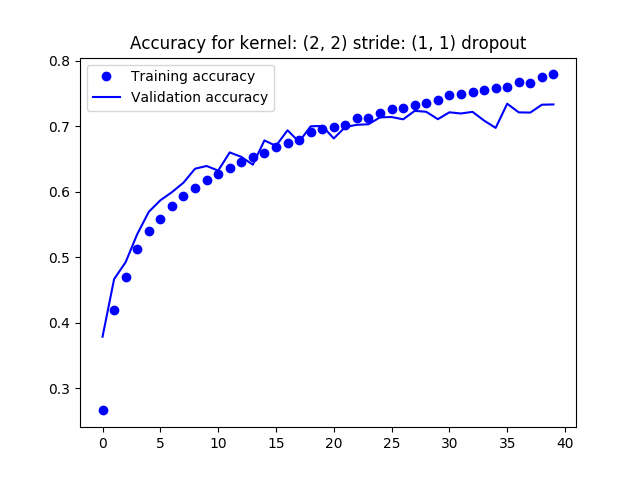 Accuracy for kernel: (2, 2) stride: (1, 1) dropout
Training accuracy
Validation accuracy
0.8
0.7
0.6
0.5
0.4
0.3
0 5 10 15 20 25 30 35 40